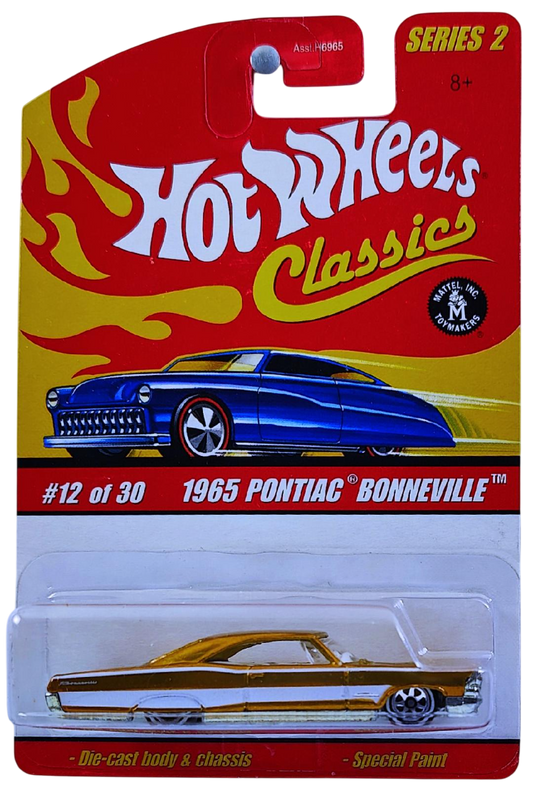 Asst.H6965
SERIES 2
8+
HOT WHEELS
Classics
MATTEL, INC.
M
TOYMAKERS
#12 of 30 1965 PONTIAC® BONNEVILLE™
- Die-cast body & chassis - Special Paint